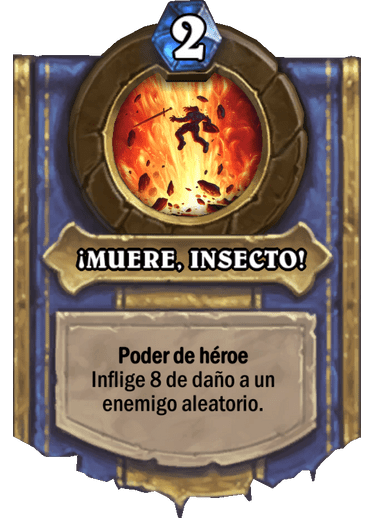 2
¡MUERE, INSECTO!
Poder de héroe
Inflige 8 de daño a un
enemigo aleatorio.